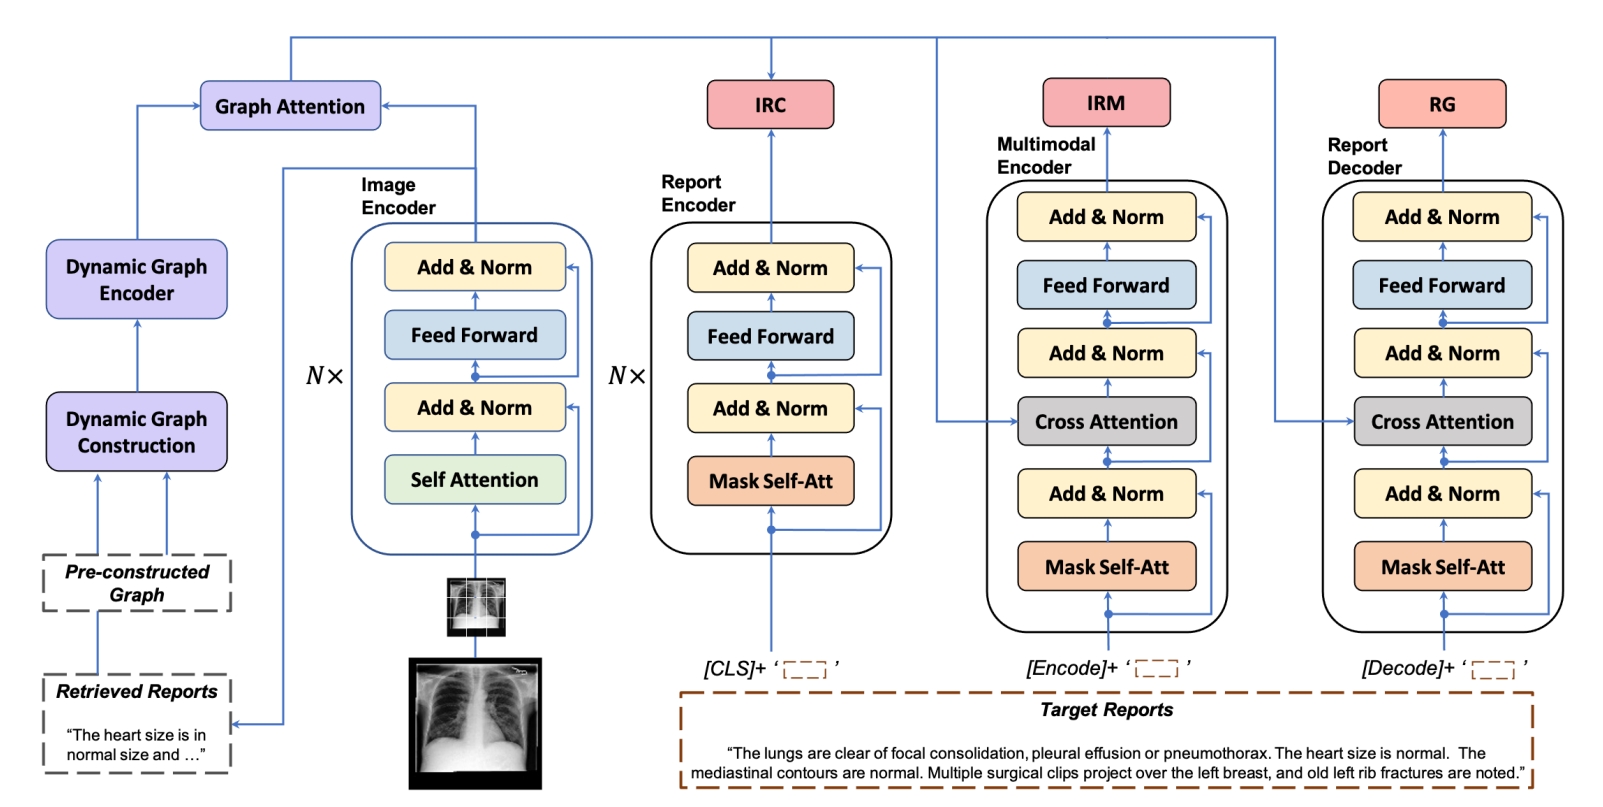 Graph Attention
IRC
IRM
RG
Multimodal
Encoder
Report
Decoder
Image
Encoder
Report
Encoder
Dynamic Graph
Encoder
Dynamic Graph
Construction
Pre-constructed
Graph
Retrieved Reports
“The heart size is in
normal size and …”
N×
Add & Norm
Feed Forward
Add & Norm
Self Attention
N×
Add & Norm
Feed Forward
Add & Norm
Mask Self-Att
[CLS]+ ‘ ’
Add & Norm
Feed Forward
Add & Norm
Cross Attention
Add & Norm
Mask Self-Att
[Encode]+ ‘ ’
Add & Norm
Feed Forward
Add & Norm
Cross Attention
Add & Norm
Mask Self-Att
[Decode]+ ‘ ’
Target Reports
“The lungs are clear of focal consolidation, pleural effusion or pneumothorax. The heart size is normal. The
mediastinal contours are normal. Multiple surgical clips project over the left breast, and old left rib fractures are noted.”